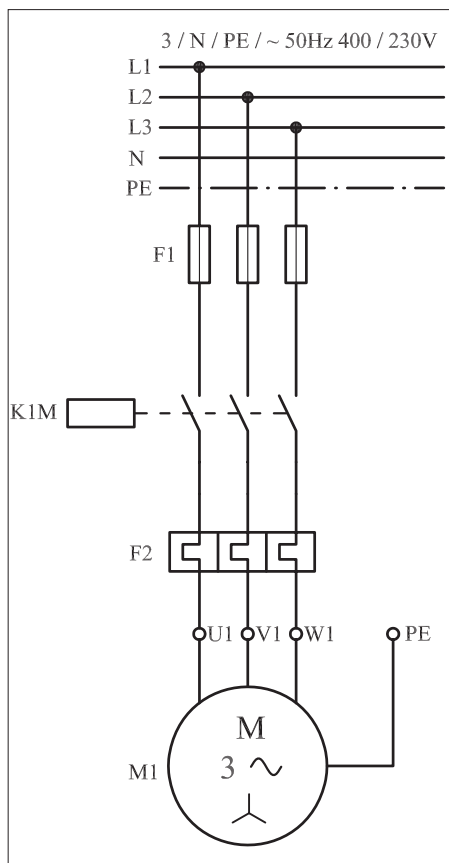 3 / N / PE / ~ 50Hz 400 / 230V
L1
L2
L3
N
PE
F1
K1M
F2
U1 V1 W1 PE
M
M1 3 ~